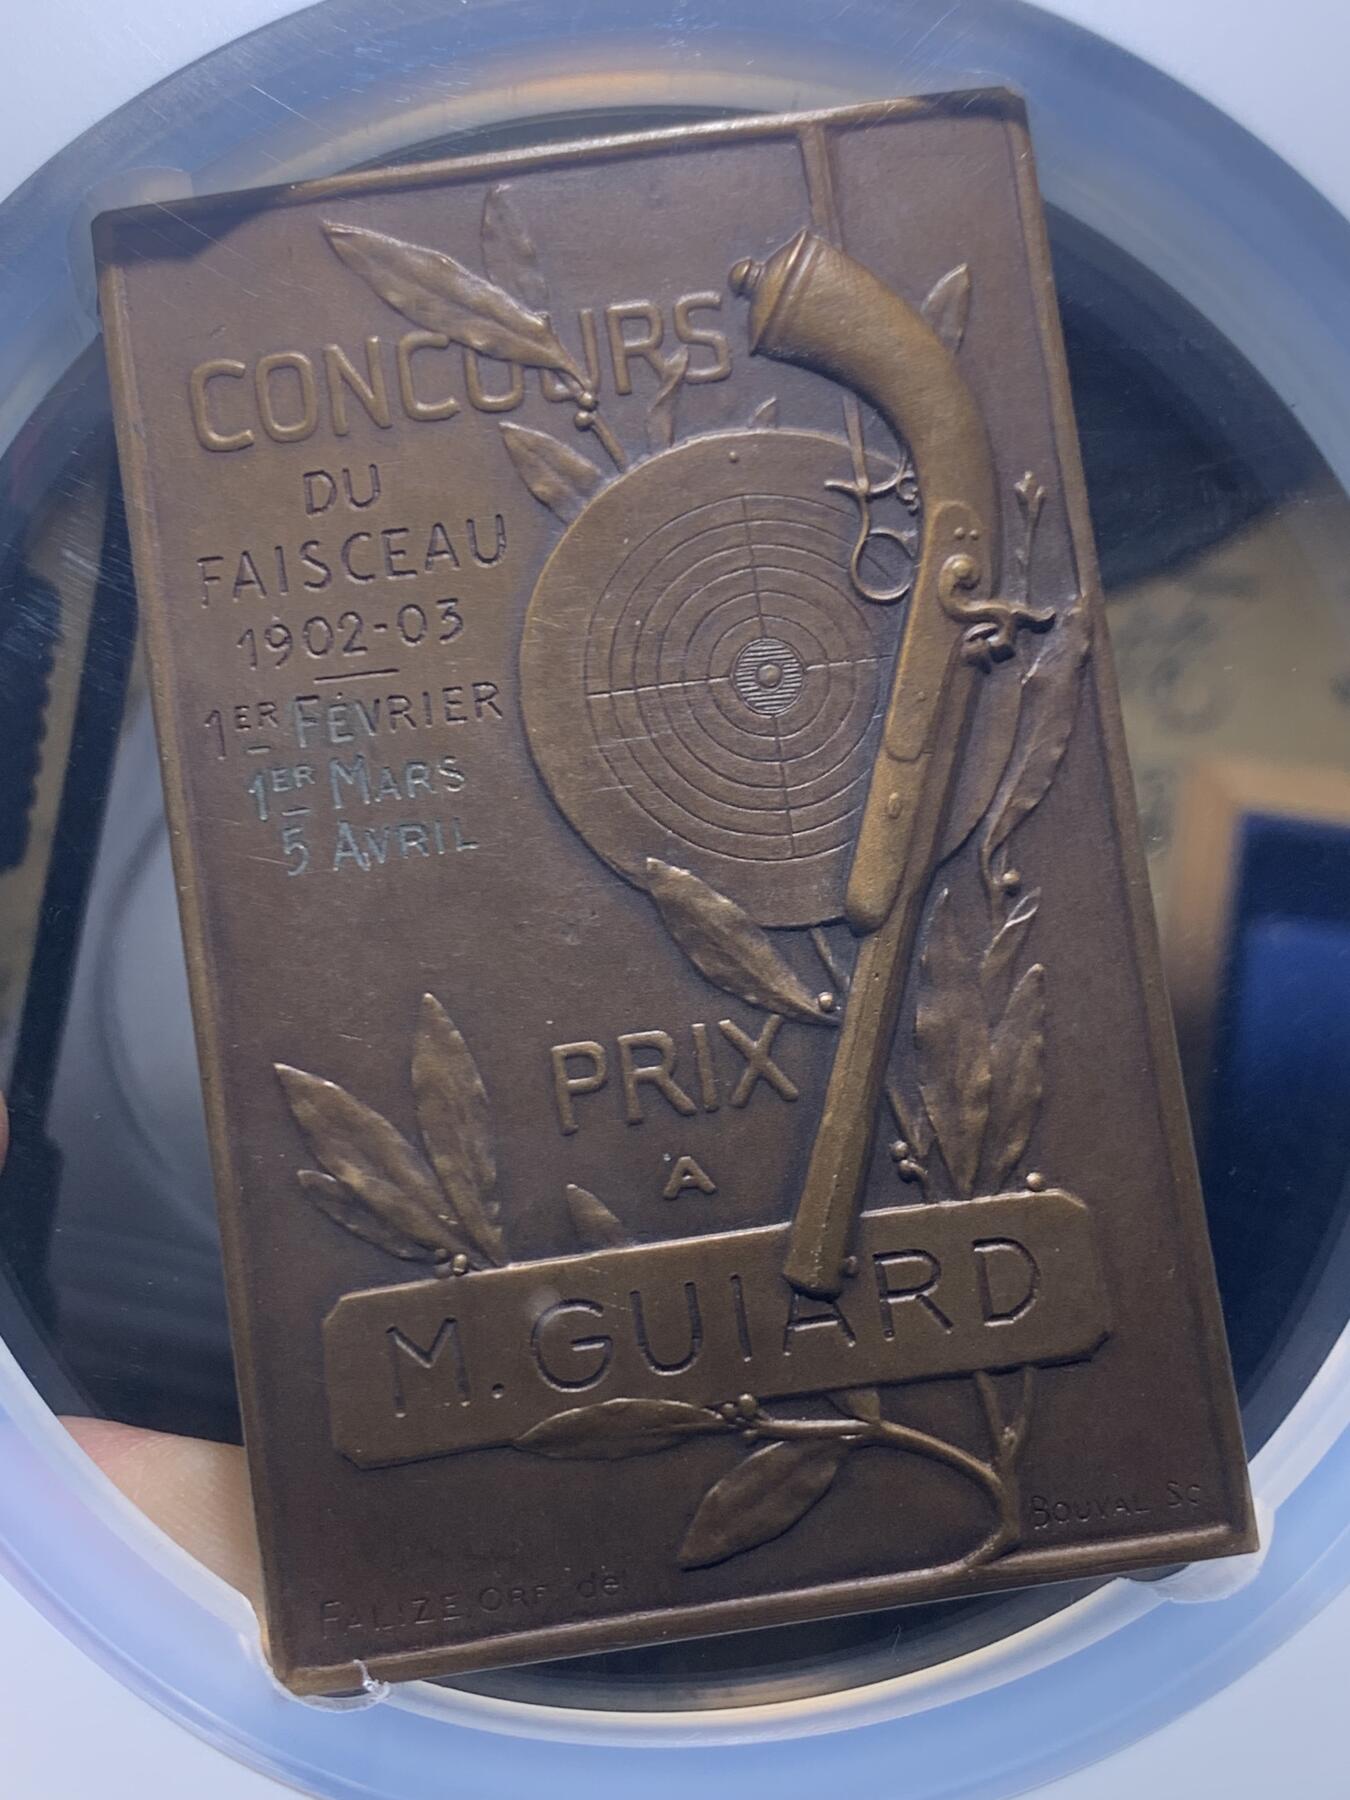 CONCOURS
DU
FAISCEAU
1902-03
1ER FÉVRIER
1ER MARS
5 AVRIL
PRIX
A
M. GUIARD
BOUVAL SC
FALIZE. ORF. del